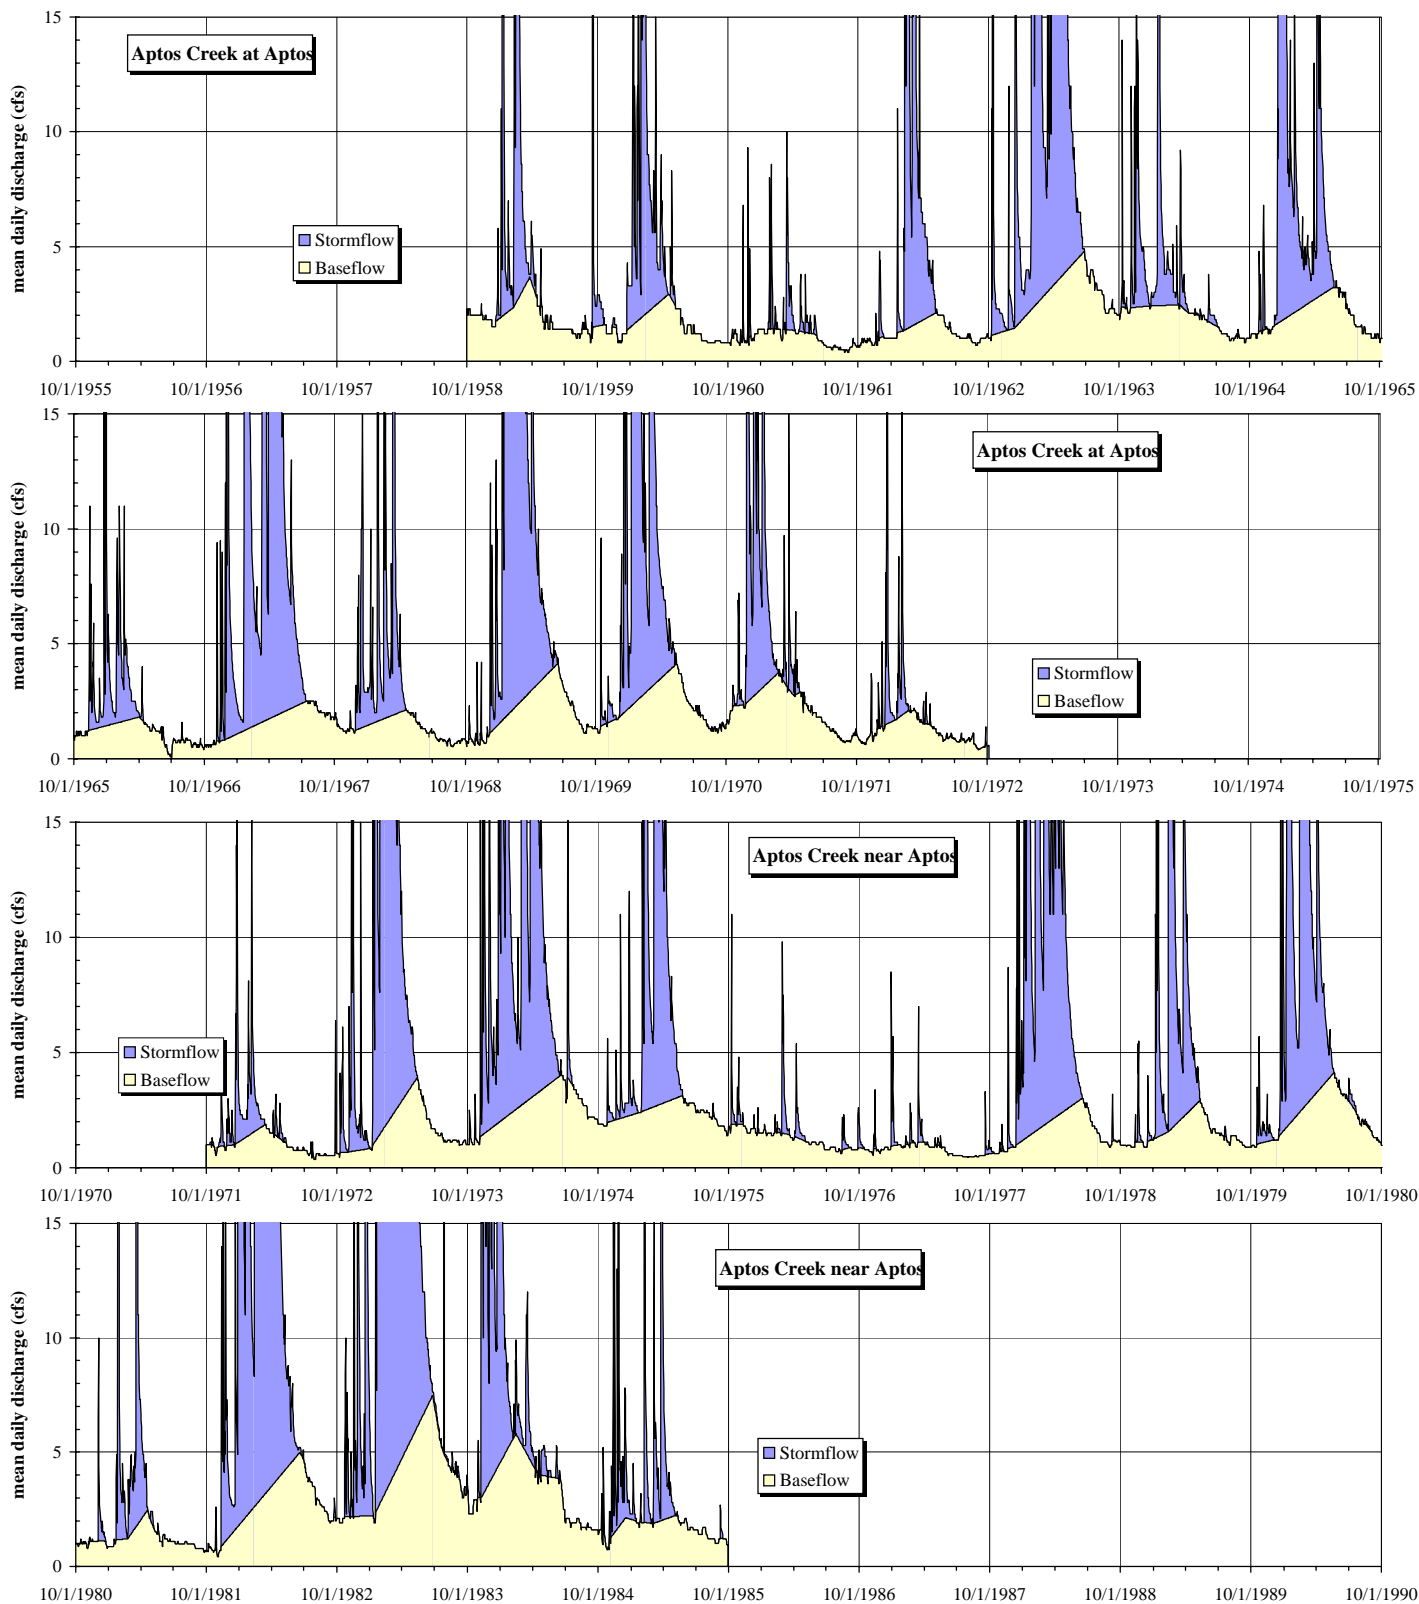 15
Aptos Creek at Aptos
mean daily discharge (cfs)
10
Stormflow
5
Baseflow
0
10/1/1955 10/1/1956 10/1/1957 10/1/1958 10/1/1959 10/1/1960 10/1/1961 10/1/1962 10/1/1963 10/1/1964 10/1/1965
15
Aptos Creek at Aptos
mean daily discharge (cfs)
10
5
Stormflow
Baseflow
0
10/1/1965 10/1/1966 10/1/1967 10/1/1968 10/1/1969 10/1/1970 10/1/1971 10/1/1972 10/1/1973 10/1/1974 10/1/1975
15
Aptos Creek near Aptos
mean daily discharge (cfs)
10
5
Stormflow
Baseflow
0
10/1/1970 10/1/1971 10/1/1972 10/1/1973 10/1/1974 10/1/1975 10/1/1976 10/1/1977 10/1/1978 10/1/1979 10/1/1980
15
Aptos Creek near Aptos
mean daily discharge (cfs)
10
5
Stormflow
Baseflow
0
10/1/1980 10/1/1981 10/1/1982 10/1/1983 10/1/1984 10/1/1985 10/1/1986 10/1/1987 10/1/1988 10/1/1989 10/1/1990